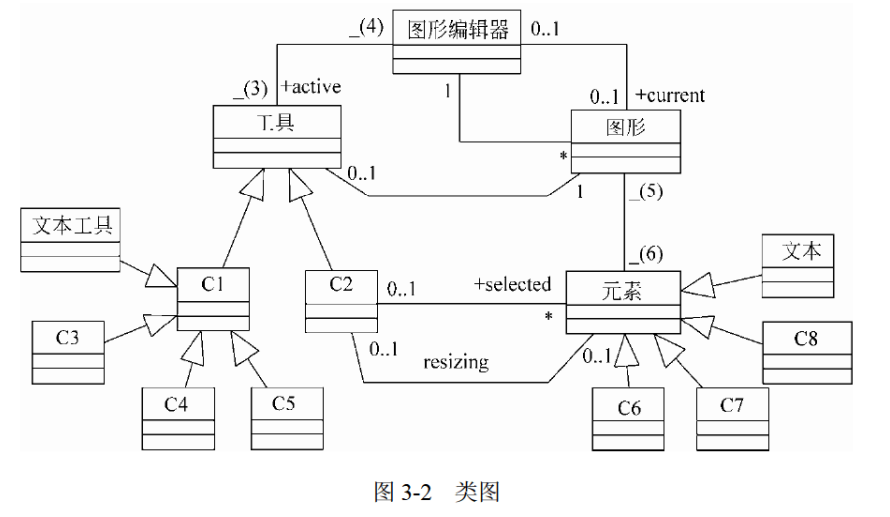 _(4)
图形编辑器
0..1
_(3)
+active
1
0..1
+current
工具
图形
*
0..1
1
_(5)
文本工具
_(6)
文本
C1
C2
0..1
+selected
元素
*
C3
0..1
resizing
0..1
C8
C4
C5
C6
C7
图 3-2 类图